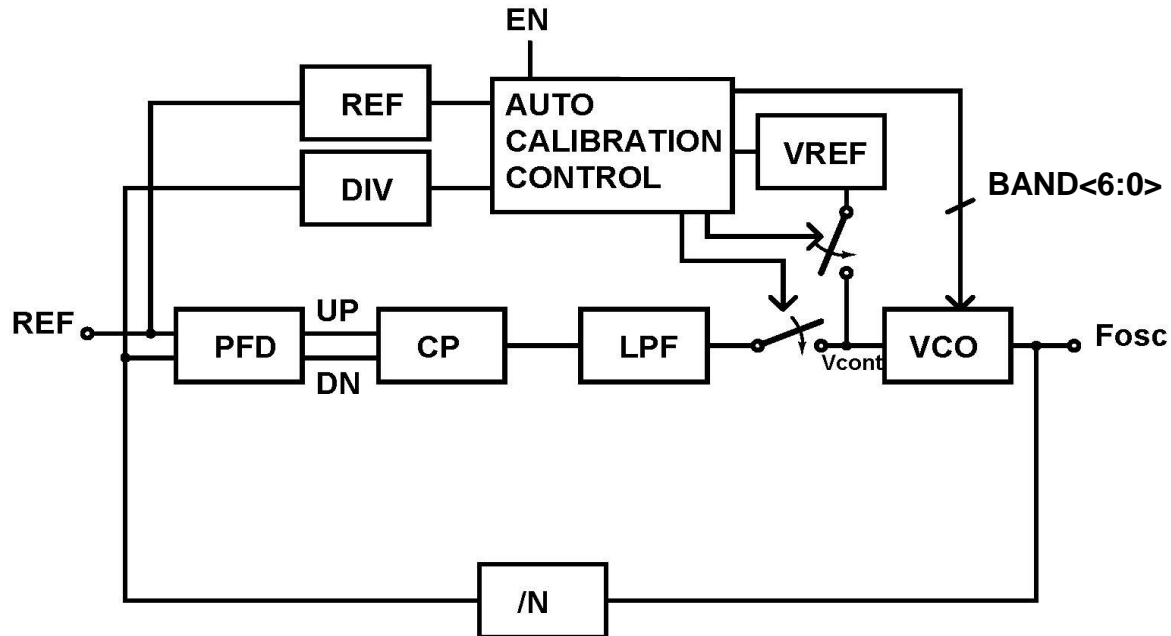 EN
REF
AUTO
CALIBRATION
CONTROL
VREF
DIV
BAND<6:0>
REF
PFD
UP
DN
CP
LPF
Vcont
VCO
Fosc
/N